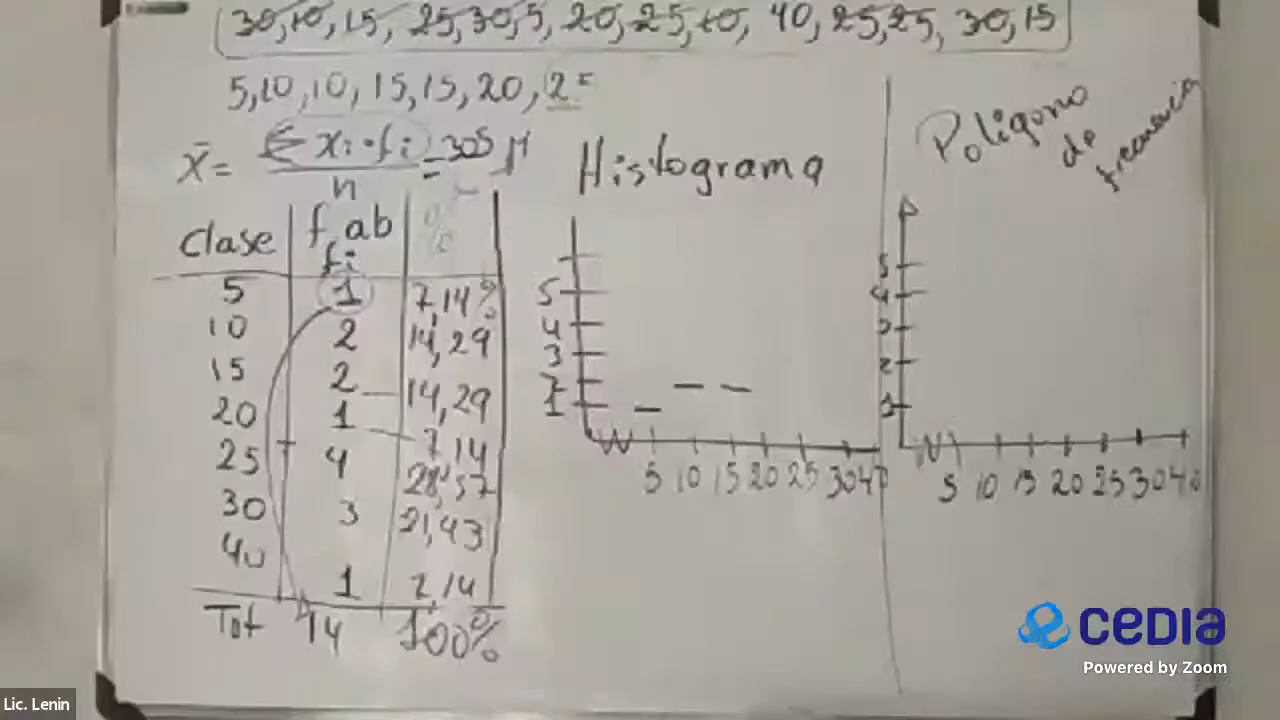 30, 10, 15, 25, 30, 5, 20, 25, 10, 40, 25, 25, 30, 15
5, 10, 10, 15, 15, 20, 25
X̄ = Σ Xi·fi = 305
n
Histograma
Polígono
de
frecuencia
Clase f ab
fi
%
5 1 7,14%
10 2 14,29
15 2 14,29
20 1 7,14
25 4 28,57
30 3 21,43
40 1 7,14
Tot 14 100%
5
4
3
2
1
5 10 15 20 25 30 40
5
4
3
2
1
5 10 15 20 25 30 40
cedia
Powered by Zoom
Lic. Lenin